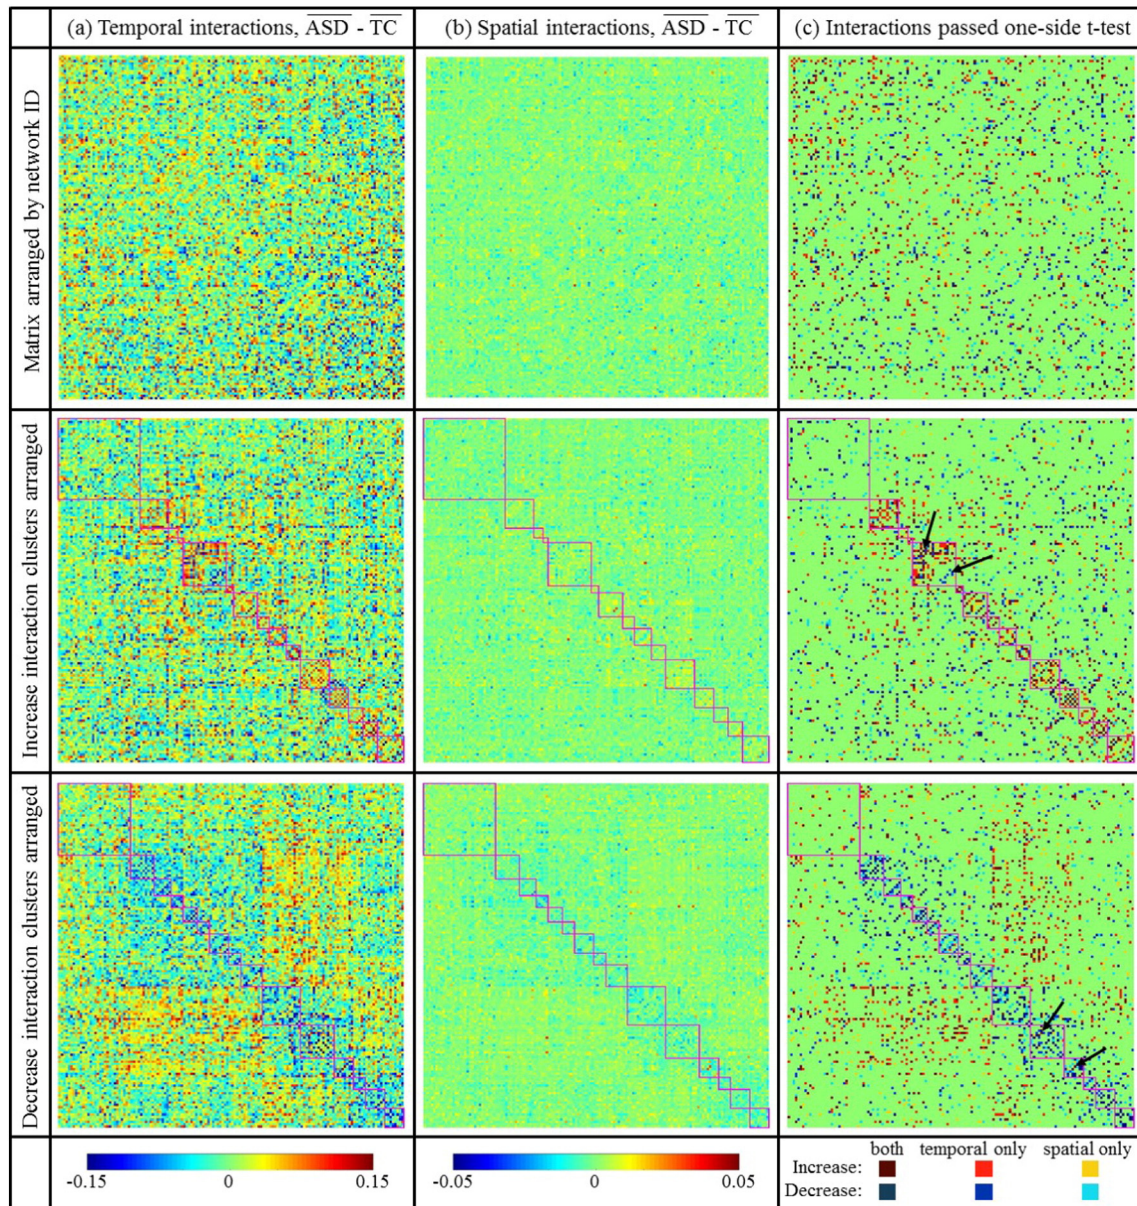 (a) Temporal interactions, ASD - TC
(b) Spatial interactions, ASD - TC
(c) Interactions passed one-side t-test
Matrix arranged by network ID
Increase interaction clusters arranged
Decrease interaction clusters arranged
-0.15 0 0.15
-0.05 0 0.05
both temporal only spatial only
Increase:
Decrease: